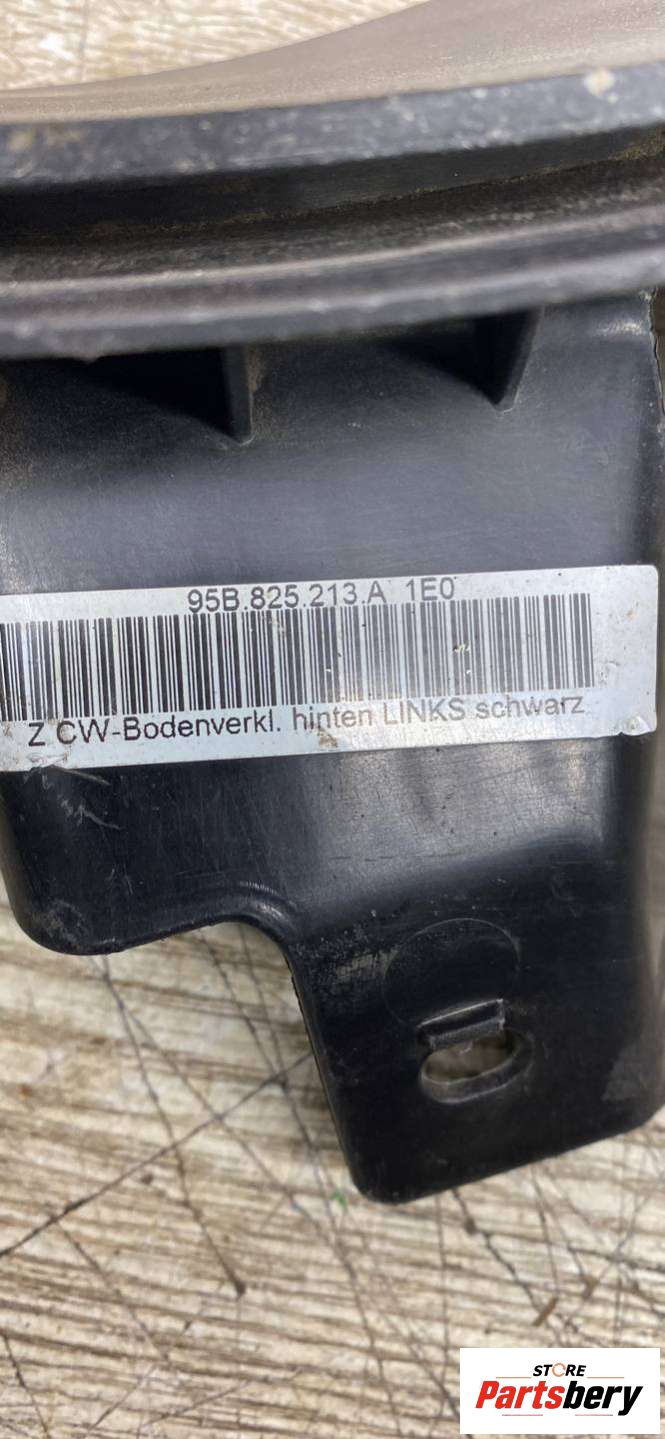 95B.825.213.A 1E0
Z CW-Bodenverkl. hinten LINKS schwarz
STORE
Partsbery